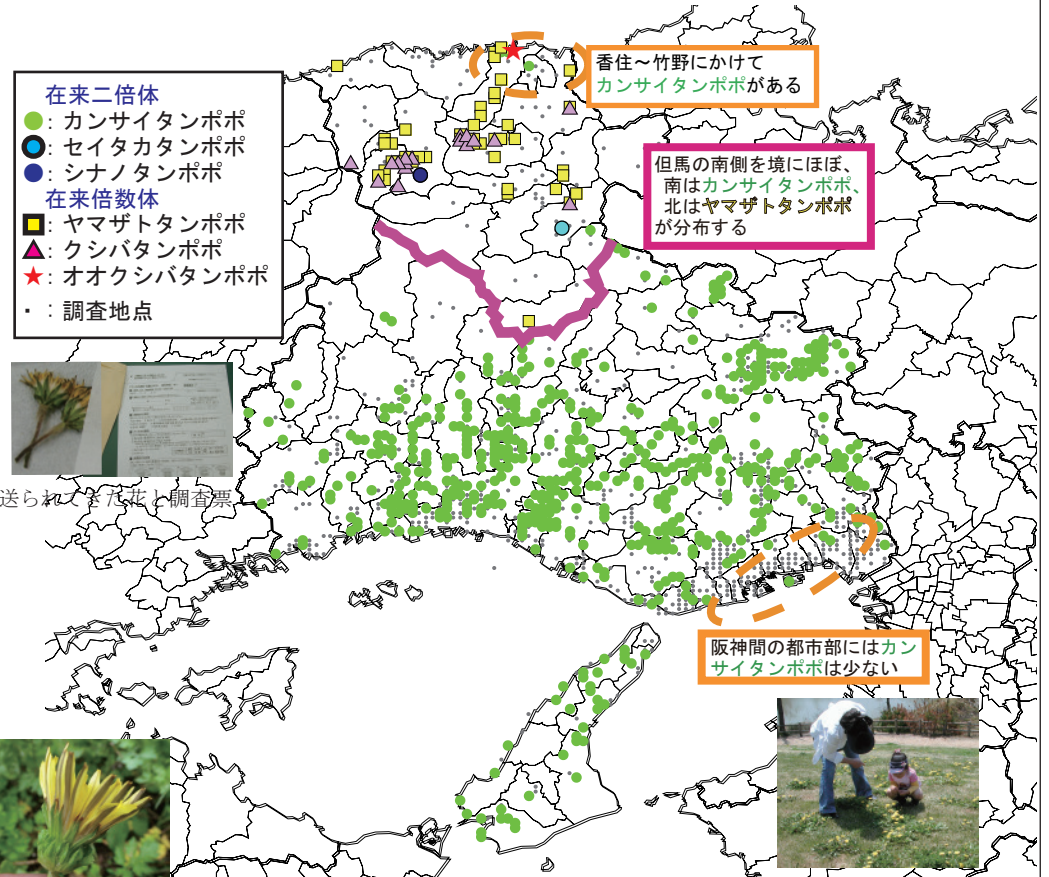 在来二倍体
：カンサイタンポポ
：セイタカタンポポ
：シナノタンポポ
在来倍数体
：ヤマザトタンポポ
：クシバタンポポ
：オオクシバタンポポ
：調査地点
香住～竹野にかけて
カンサイタンポポがある
但馬の南側を境にほぼ、
南はカンサイタンポポ、
北はヤマザトタンポポ
が分布する
送られてきた花と調査票
阪神間の都市部にはカン
サイタンポポは少ない